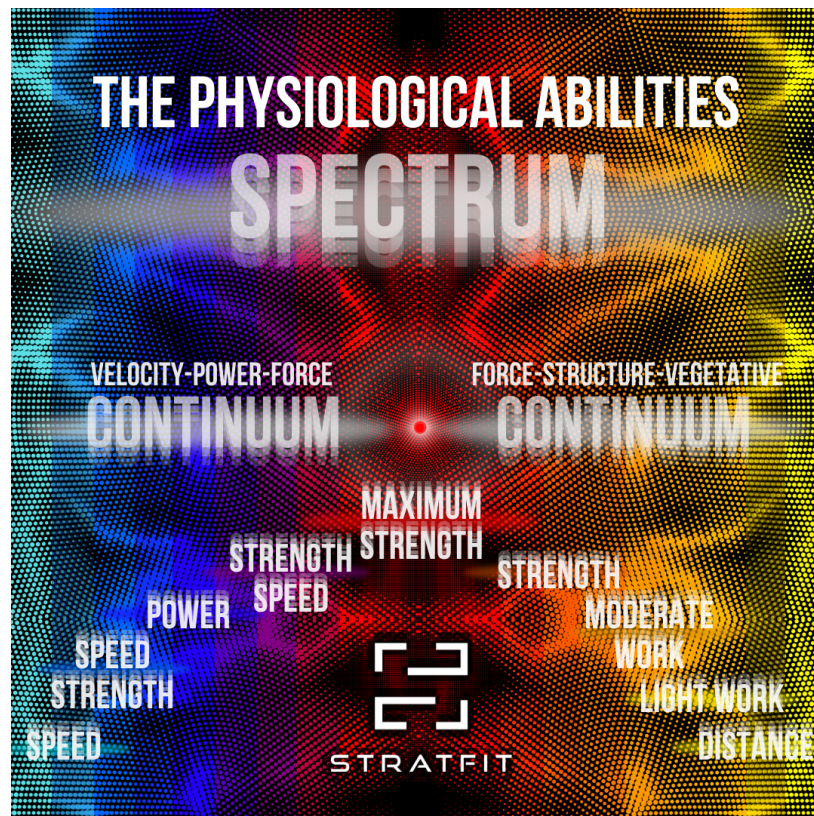 THE PHYSIOLOGICAL ABILITIES
SPECTRUM
VELOCITY-POWER-FORCE
CONTINUUM
FORCE-STRUCTURE-VEGETATIVE
CONTINUUM
MAXIMUM
STRENGTH
STRENGTH
SPEED
POWER
SPEED
STRENGTH
SPEED
STRENGTH
MODERATE
WORK
LIGHT WORK
DISTANCE
STRATFIT